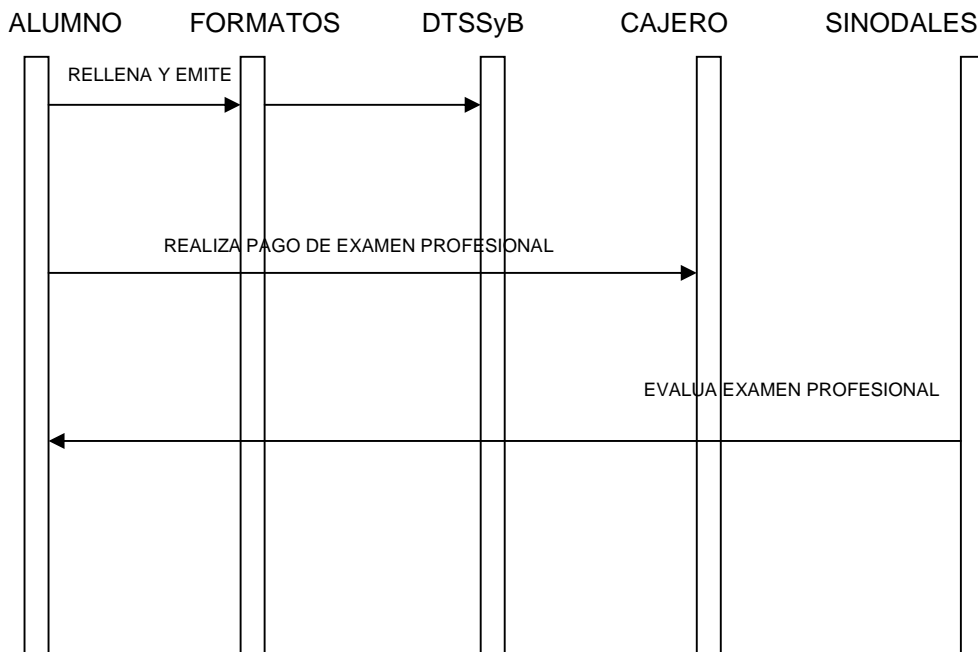 ALUMNO FORMATOS DTSSyB CAJERO SINODALES
RELLENA Y EMITE
REALIZA PAGO DE EXAMEN PROFESIONAL
EVALUA EXAMEN PROFESIONAL